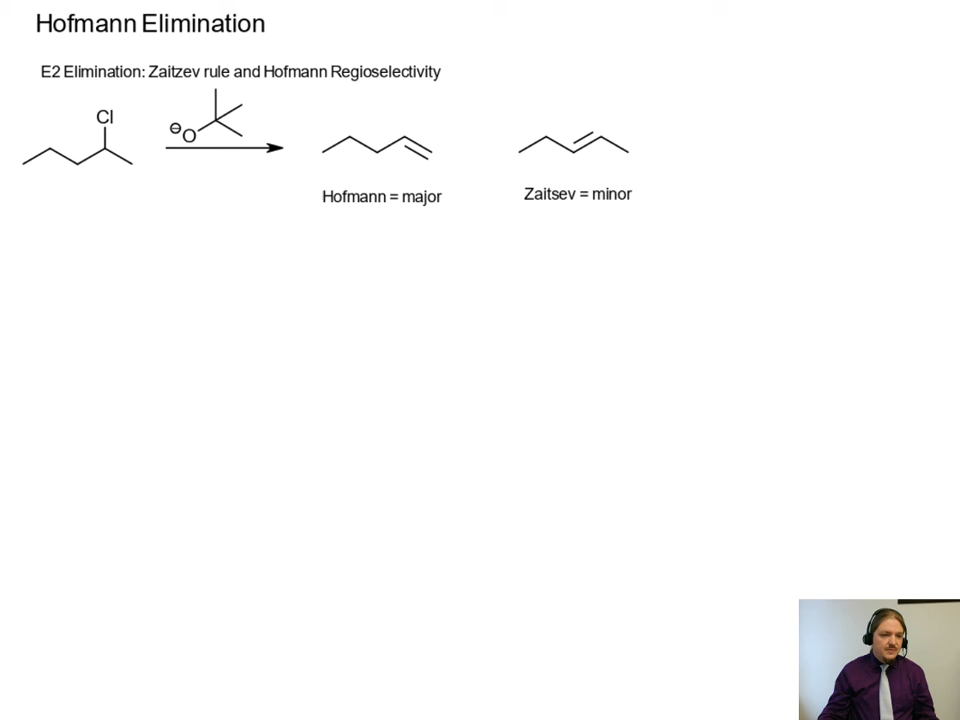 Hofmann Elimination
E2 Elimination: Zaitzev rule and Hofmann Regioselectivity
Cl
⊖O
Hofmann = major
Zaitsev = minor